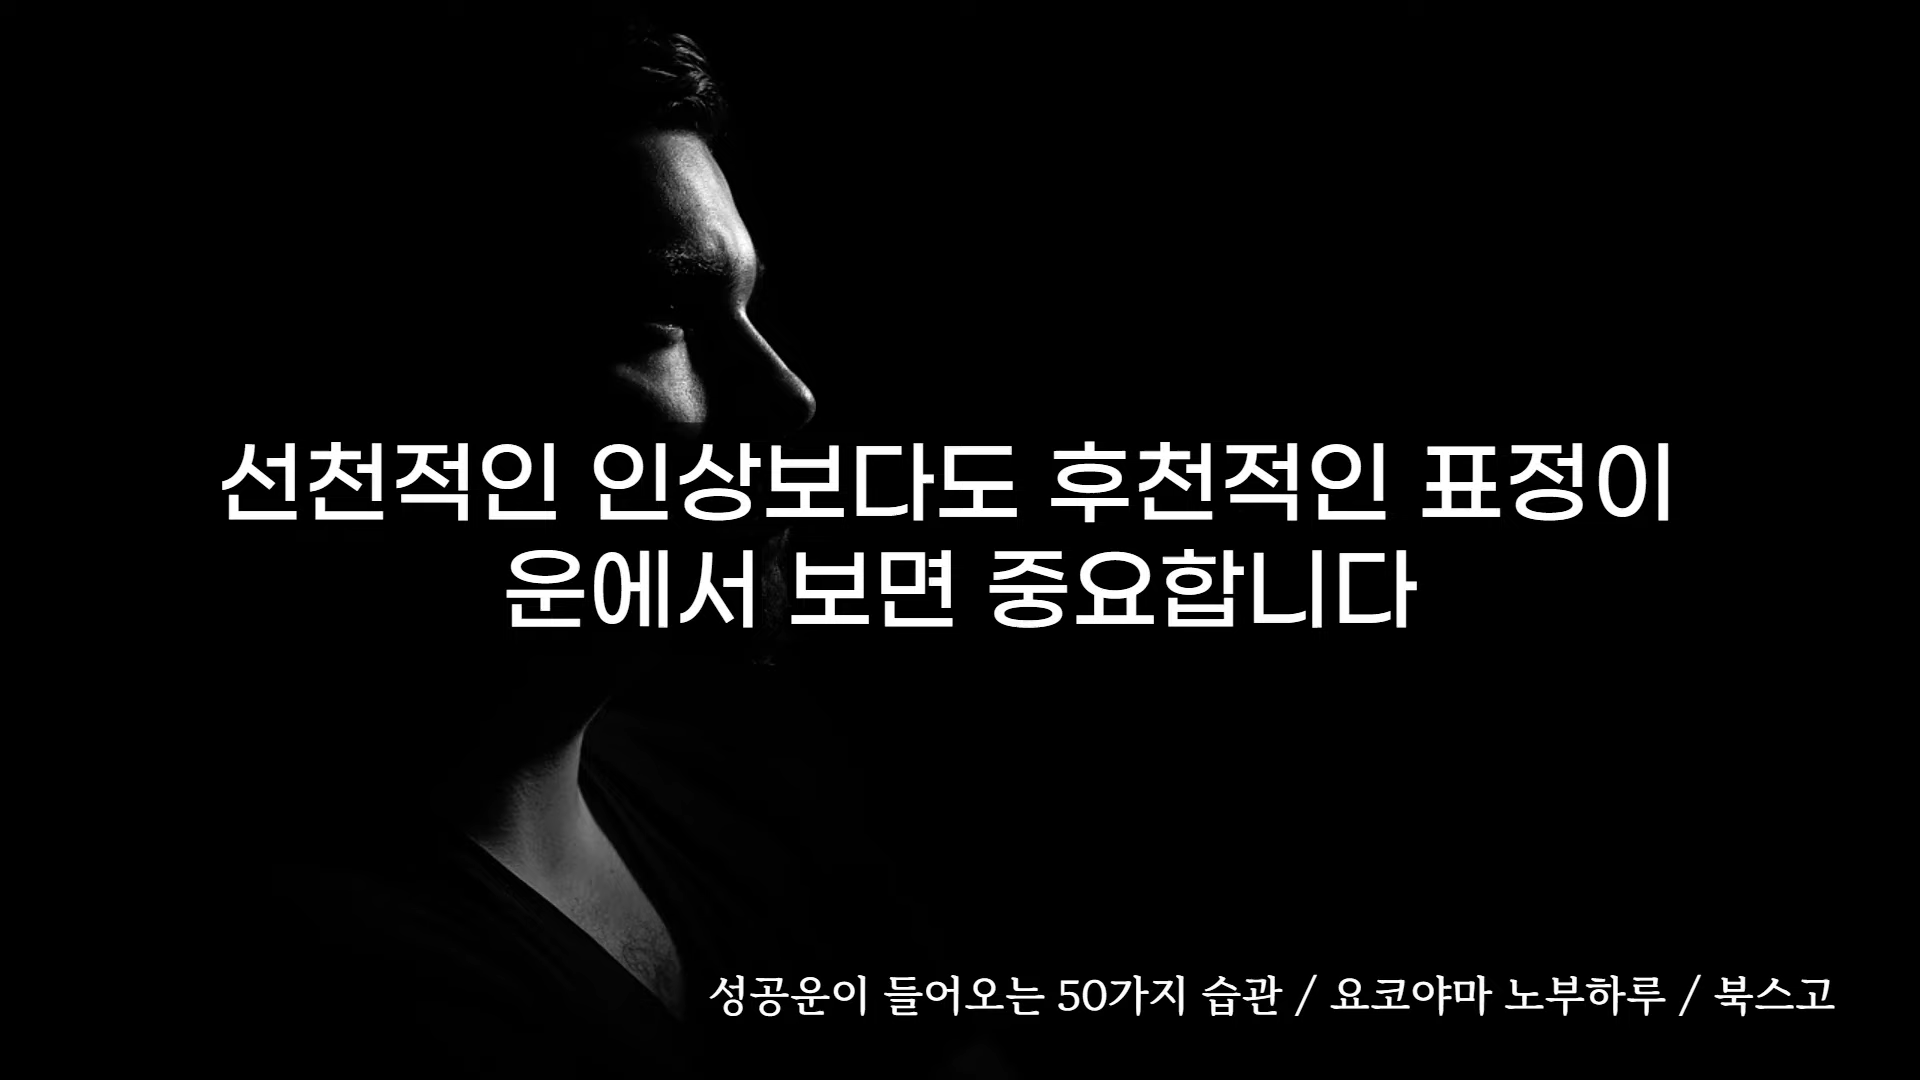 선천적인 인상보다도 후천적인 표정이
운에서 보면 중요합니다
성공운이 들어오는 50가지 습관 / 요코야마 노부하루 / 북스고